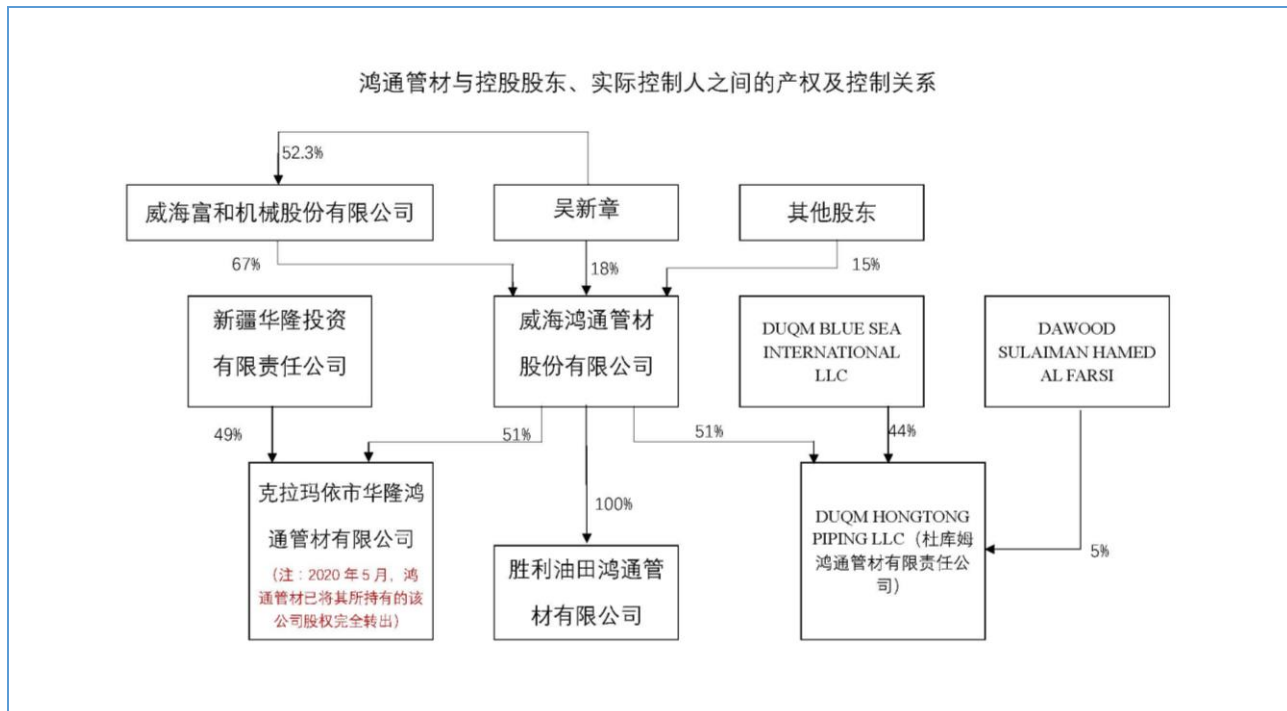 鸿通管材与控股股东、实际控制人之间的产权及控制关系
52.3%
威海富和机械股份有限公司
吴新章
其他股东
67%
18%
15%
新疆华隆投资
有限责任公司
威海鸿通管材
股份有限公司
DUQM BLUE SEA
INTERNATIONAL
LLC
DAWOOD
SULAIMAN HAMED
AL FARSI
49%
51%
51%
44%
克拉玛依市华隆鸿
通管材有限公司
(注：2020 年 5 月，鸿
通管材已将其所持有的该
公司股权完全转出)
100%
胜利油田鸿通管
材有限公司
DUQM HONGTONG
PIPING LLC（杜库姆
鸿通管材有限责任公
司）
5%